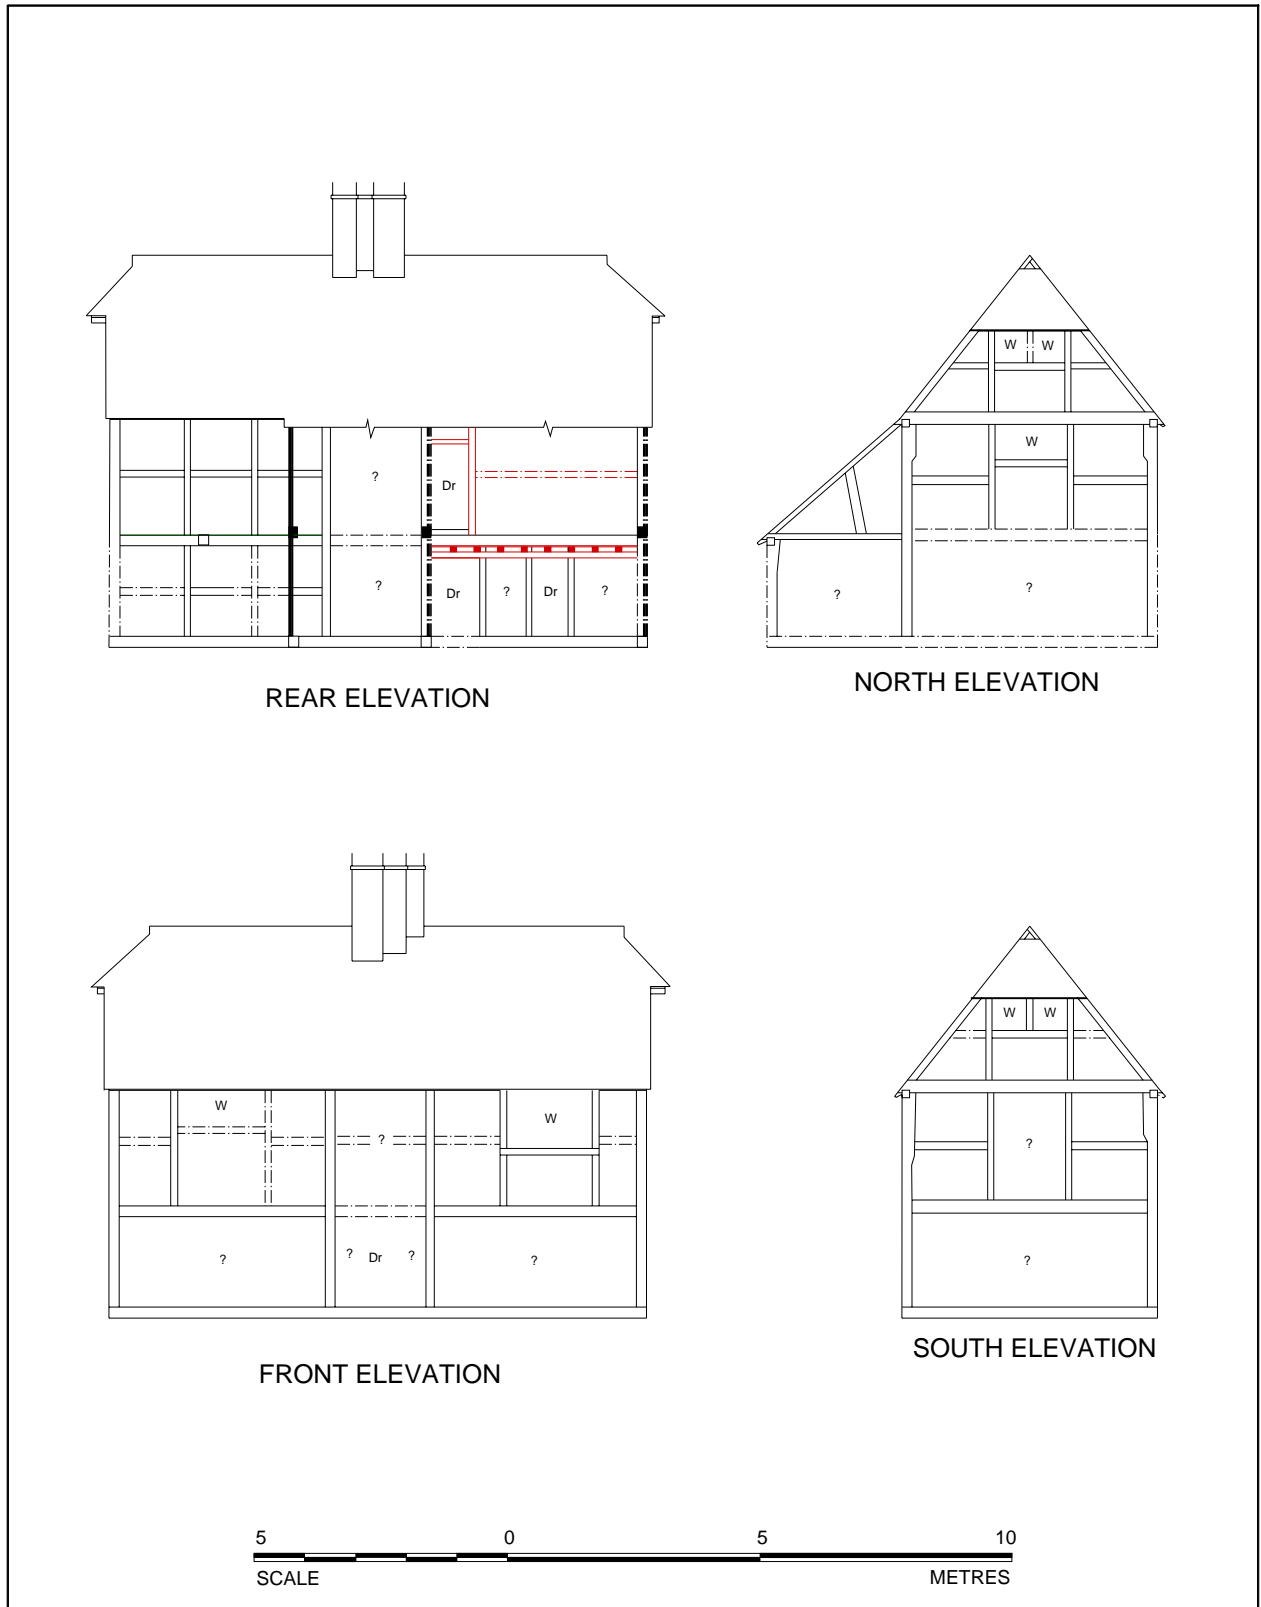 W W
W
Dr
?
?
Dr ? Dr ?
?
?
REAR ELEVATION
NORTH ELEVATION
W W
W
W
?
?
? Dr ?
?
?
?
SOUTH ELEVATION
FRONT ELEVATION
5 0 5 10
SCALE METRES